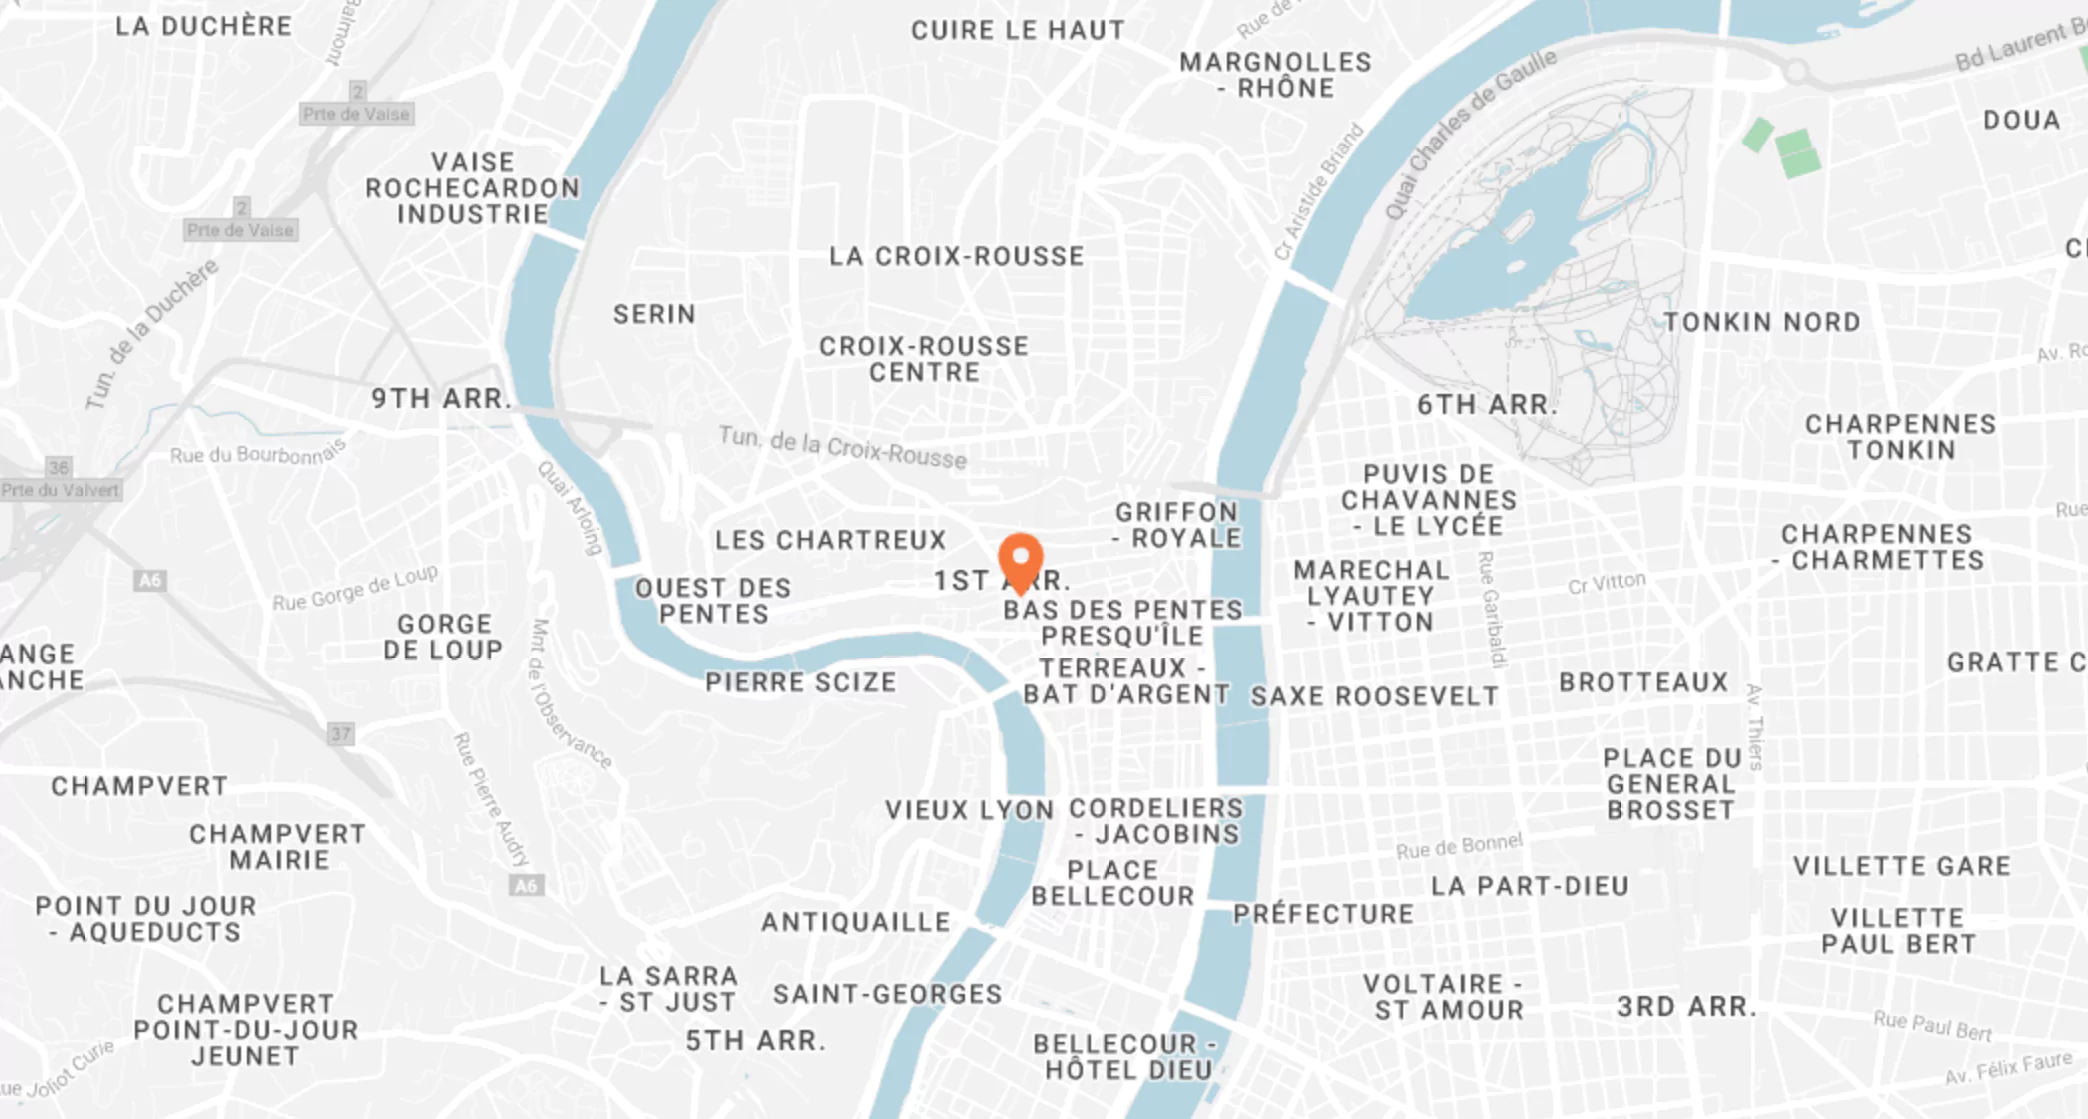 LA DUCHÈRE
Balmont
CUIRE LE HAUT
Rue de
MARGNOLLES
- RHÔNE
Quai Charles de Gaulle
Bd Laurent
DOUA
2
Prte de Vaise
VAISE
ROCHECARDON
INDUSTRIE
2
Prte de Vaise
Cr Aristide Briand
LA CROIX-ROUSSE
Tun. de la Duchère
SERIN
TONKIN NORD
CROIX-ROUSSE
CENTRE
Av.
9TH ARR.
6TH ARR.
CHARPENNES
TONKIN
Tun. de la Croix-Rousse
Rue du Bourbonnais
36
Prte du Valvert
Quai Arloing
PUVIS DE
CHAVANNES
- LE LYCÉE
GRIFFON
- ROYALE
Rue
LES CHARTREUX
CHARPENNES
- CHARMETTES
A6
Rue Gorge de Loup
1ST ARR.
MARECHAL
LYAUTEY
- VITTON
Rue Garibaldi
Cr Vitton
OUEST DES
PENTES
BAS DES PENTES
PRESQU'ÎLE
GORGE
DE LOUP
Mnt de l'Observance
ANGE
ANCHE
TERREAUX -
BAT D'ARGENT
GRATTE C
PIERRE SCIZE
SAXE ROOSEVELT
BROTTEAUX
Av. Thiers
37
Rue Pierre Audry
PLACE DU
GENERAL
BROSSET
CHAMPVERT
VIEUX LYON
CORDELIERS
- JACOBINS
CHAMPVERT
MAIRIE
Rue de Bonnel
A6
PLACE
BELLECOUR
LA PART-DIEU
VILLETTE GARE
POINT DU JOUR
- AQUEDUCTS
ANTIQUAILLE
PRÉFECTURE
VILLETTE
PAUL BERT
LA SARRA
- ST JUST
SAINT-GEORGES
VOLTAIRE -
ST AMOUR
3RD ARR.
CHAMPVERT
POINT-DU-JOUR
JEUNET
5TH ARR.
Rue Paul Bert
BELLECOUR -
HÔTEL DIEU
ue Joliot Curie
Av. Félix Faure